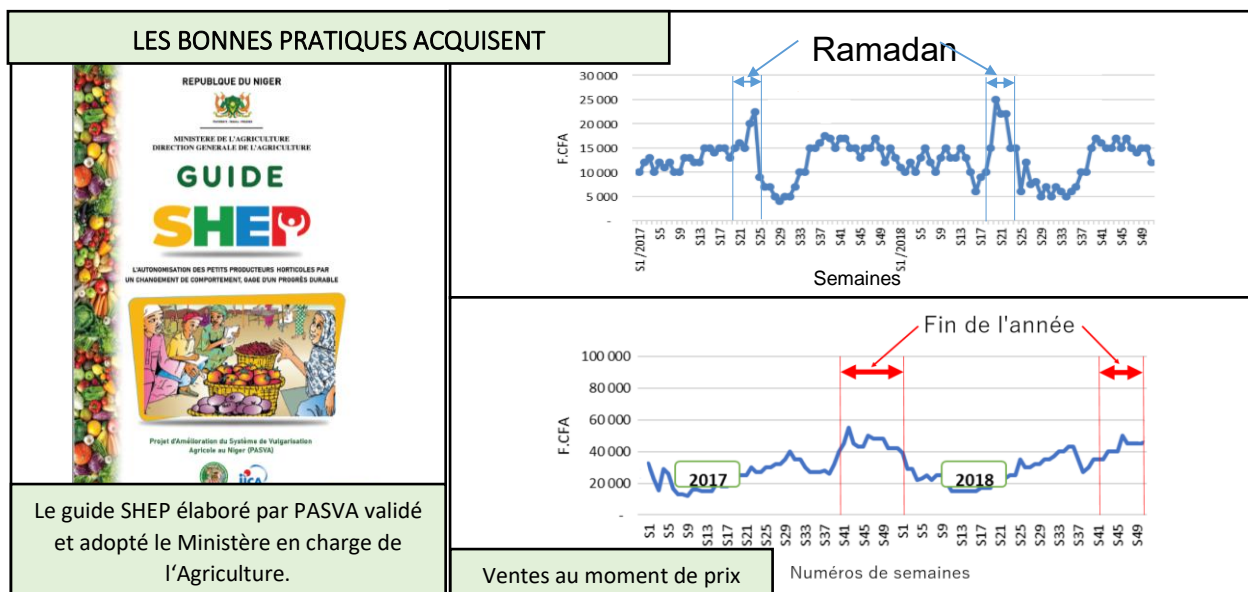 LES BONNES PRATIQUES ACQUISENT
REPUBLIQUE DU NIGER
MINISTERE DE L'AGRICULTURE
DIRECTION GENERALE DE L'AGRICULTURE
GUIDE
SHEP
L'AUTONOMISATION DES PETITS PRODUCTEURS HORTICOLES PAR
UN CHANGEMENT DE COMPORTEMENT, GAGE D'UN PROGRÈS DURABLE
Projet d'Amélioration du Système de Vulgarisation
Agricole au Niger (PASVA)
jica
Le guide SHEP élaboré par PASVA validé
et adopté le Ministère en charge de
l'Agriculture.
Ramadan
30 000
25 000
20 000
15 000
10 000
5 000
-
F.CFA
S1 /2017
S5
S9
S13
S17
S21
S25
S29
S33
S37
S41
S45
S49
S1 /2018
S5
S9
S13
S17
S21
S25
S29
S33
S37
S41
S45
S49
Semaines
Fin de l'année
100 000
80 000
60 000
40 000
20 000
-
F.CFA
2017
2018
S1
S5
S9
S13
S17
S21
S25
S29
S33
S37
S41
S45
S49
S1
S5
S9
S13
S17
S21
S25
S29
S33
S37
S41
S45
S49
Numéros de semaines
Ventes au moment de prix